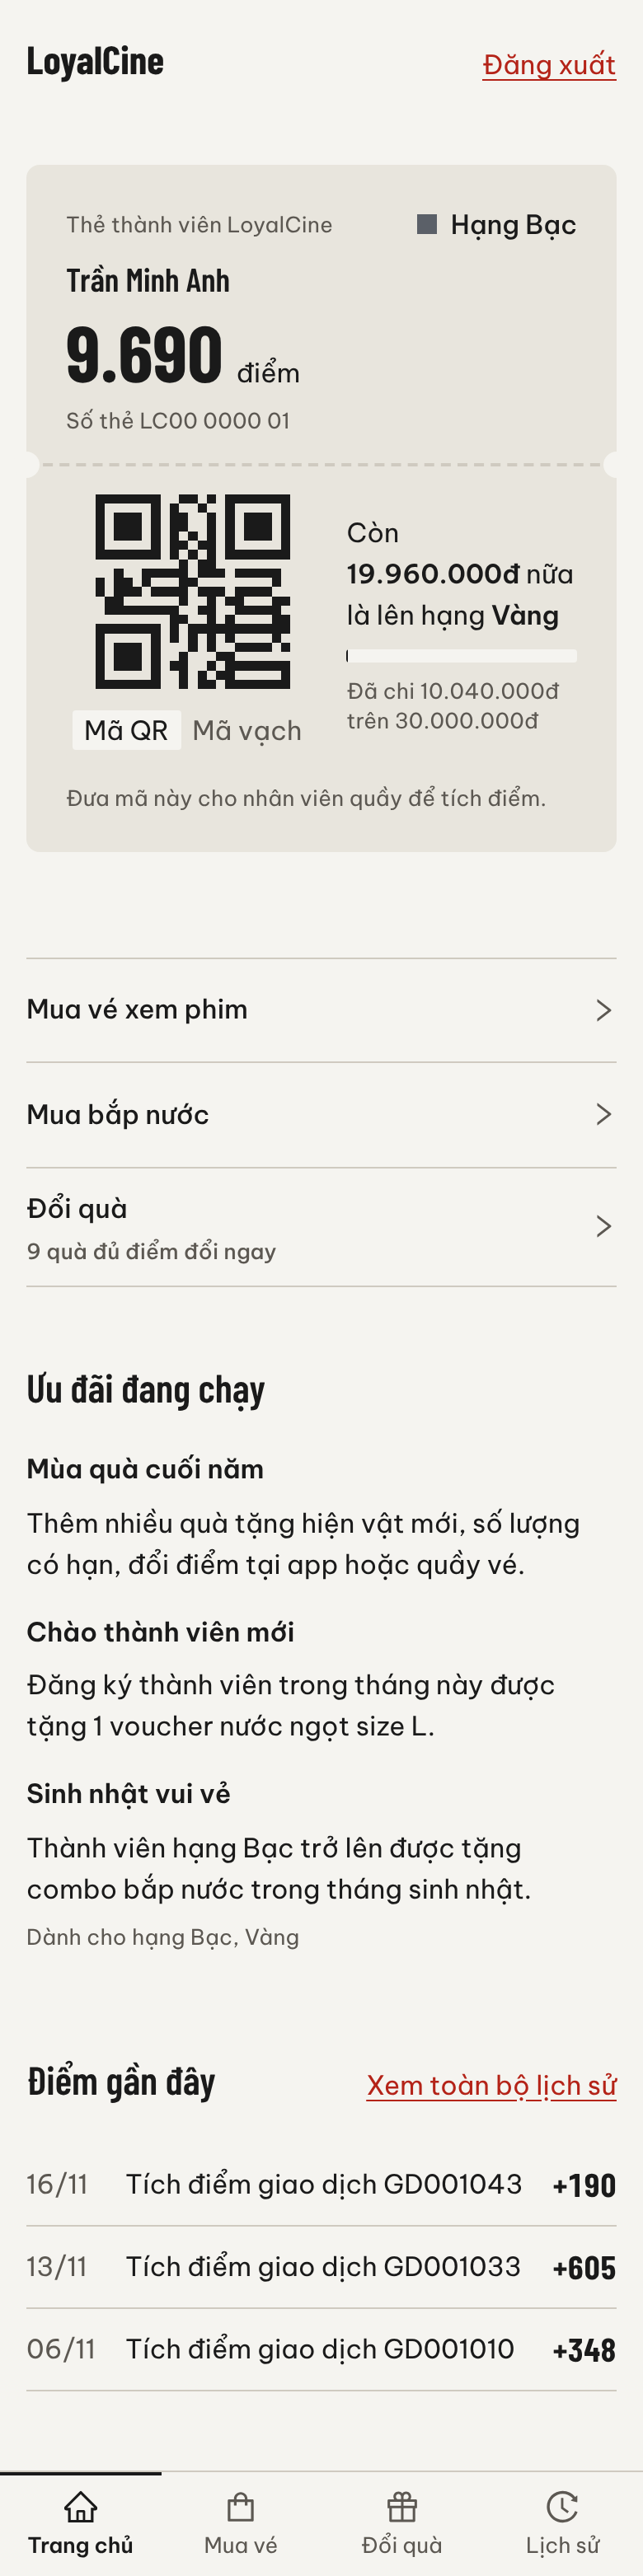 LoyalCine
Đăng xuất
Thẻ thành viên LoyalCine
Hạng Bạc
Trần Minh Anh
9.690 điểm
Số thẻ LC00 0000 01
Còn
19.960.000đ nữa
là lên hạng Vàng
Đã chi 10.040.000đ
trên 30.000.000đ
Mã QR
Mã vạch
Đưa mã này cho nhân viên quầy để tích điểm.
Mua vé xem phim
Mua bắp nước
Đổi quà
9 quà đủ điểm đổi ngay
Ưu đãi đang chạy
Mùa quà cuối năm
Thêm nhiều quà tặng hiện vật mới, số lượng
có hạn, đổi điểm tại app hoặc quầy vé.
Chào thành viên mới
Đăng ký thành viên trong tháng này được
tặng 1 voucher nước ngọt size L.
Sinh nhật vui vẻ
Thành viên hạng Bạc trở lên được tặng
combo bắp nước trong tháng sinh nhật.
Dành cho hạng Bạc, Vàng
Điểm gần đây
Xem toàn bộ lịch sử
16/11 Tích điểm giao dịch GD001043 +190
13/11 Tích điểm giao dịch GD001033 +605
06/11 Tích điểm giao dịch GD001010 +348
Trang chủ
Mua vé
Đổi quà
Lịch sử